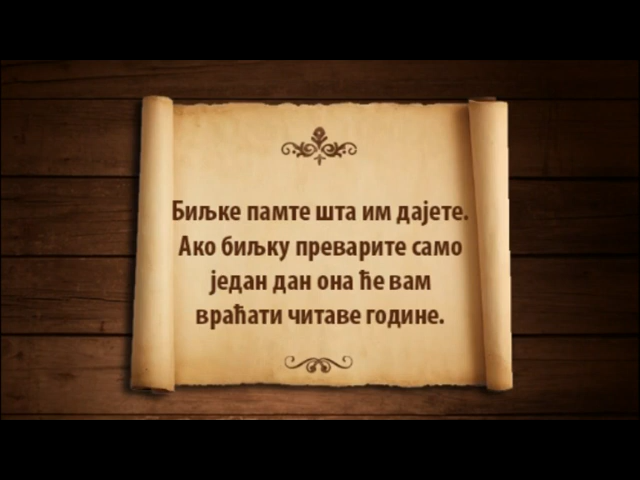 Биљке памте шта им дајете.
Ако биљку преварите само
један дан она ће вам
враћати читаве године.